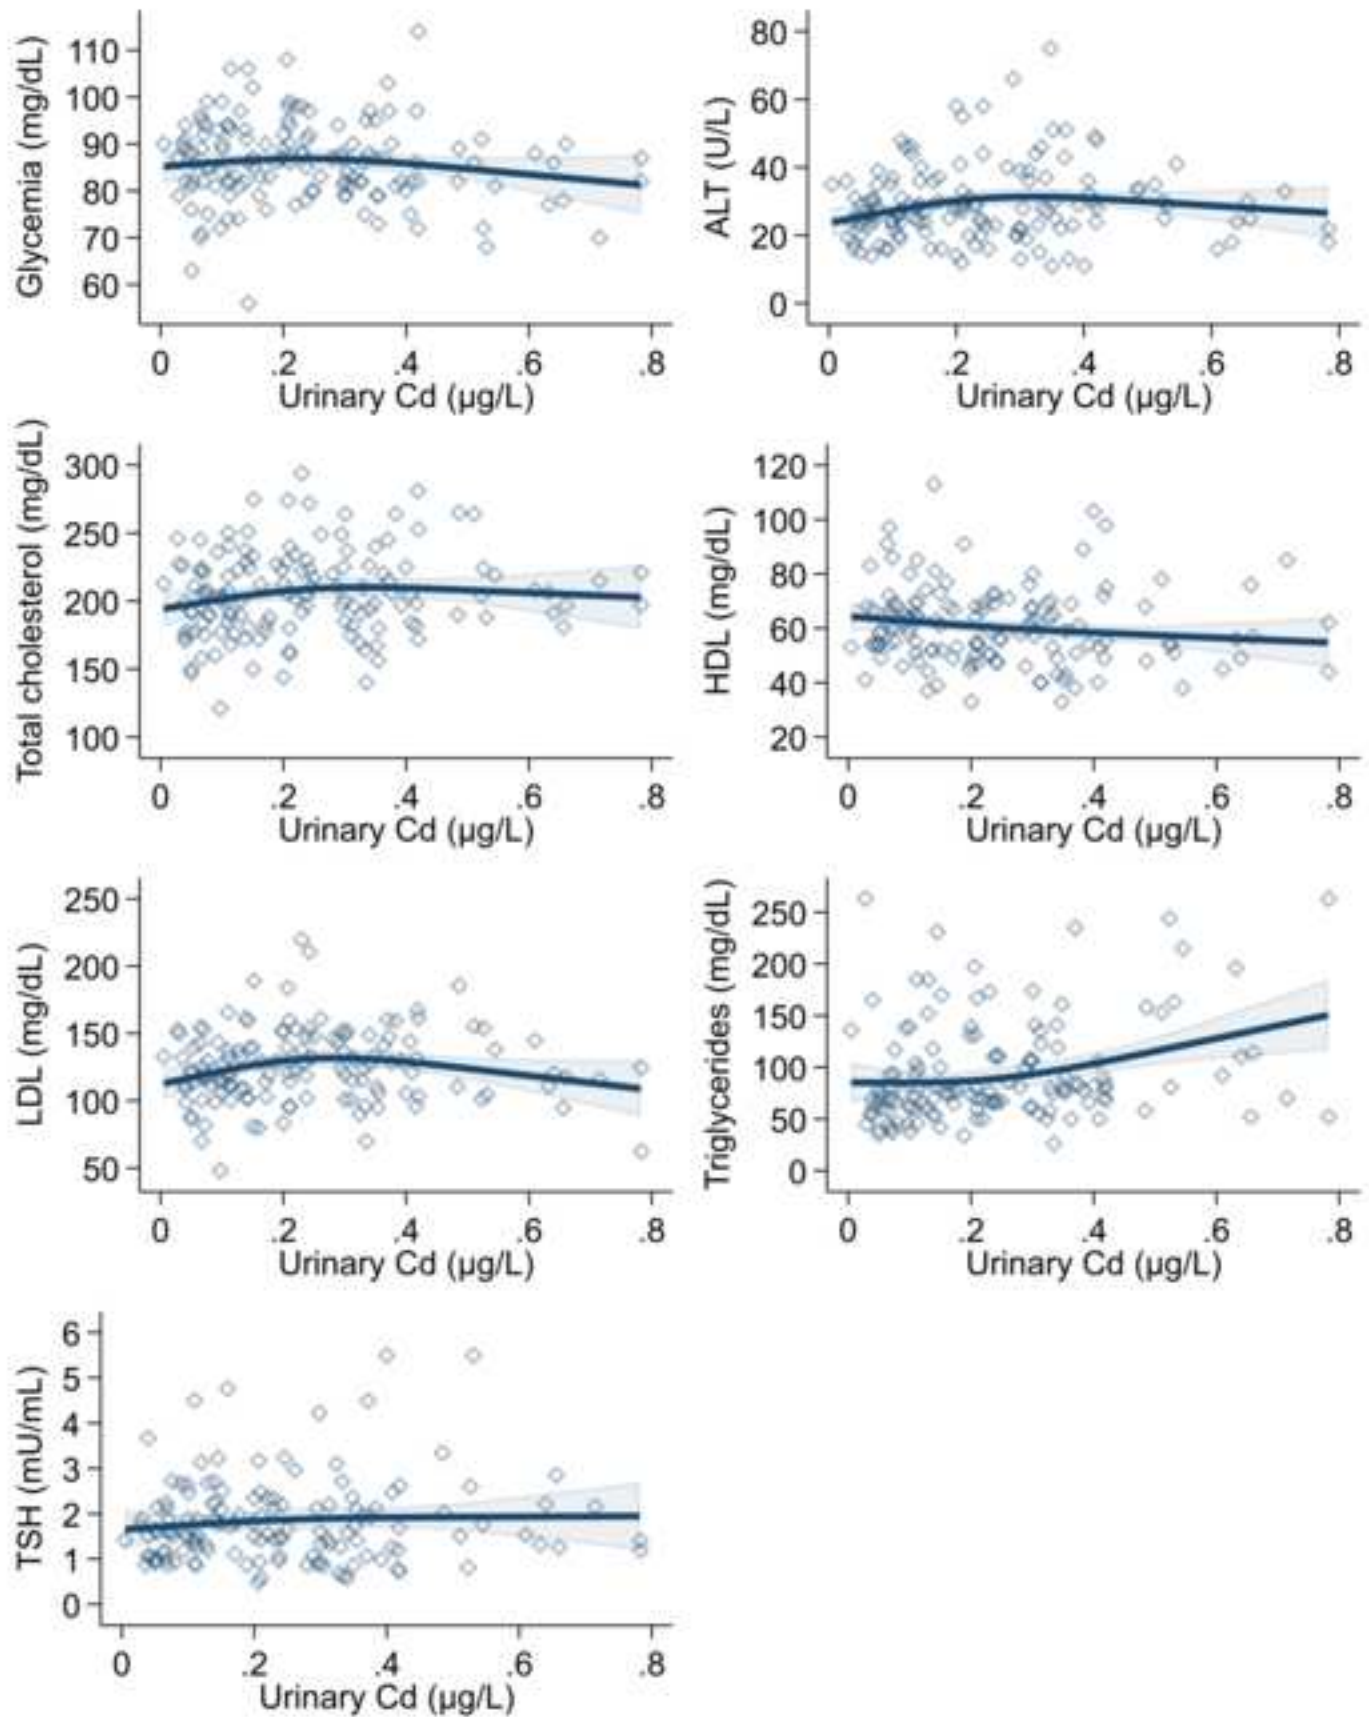 Glycemia (mg/dL)
110
100
90
80
70
60
0 .2 .4 .6 .8
Urinary Cd (µg/L)
ALT (U/L)
80
60
40
20
0
0 .2 .4 .6 .8
Urinary Cd (µg/L)
Total cholesterol (mg/dL)
300
250
200
150
100
0 .2 .4 .6 .8
Urinary Cd (µg/L)
HDL (mg/dL)
120
100
80
60
40
20
0 .2 .4 .6 .8
Urinary Cd (µg/L)
LDL (mg/dL)
250
200
150
100
50
0 .2 .4 .6 .8
Urinary Cd (µg/L)
Triglycerides (mg/dL)
250
200
150
100
50
0
0 .2 .4 .6 .8
Urinary Cd (µg/L)
TSH (mU/mL)
6
5
4
3
2
1
0
0 .2 .4 .6 .8
Urinary Cd (µg/L)